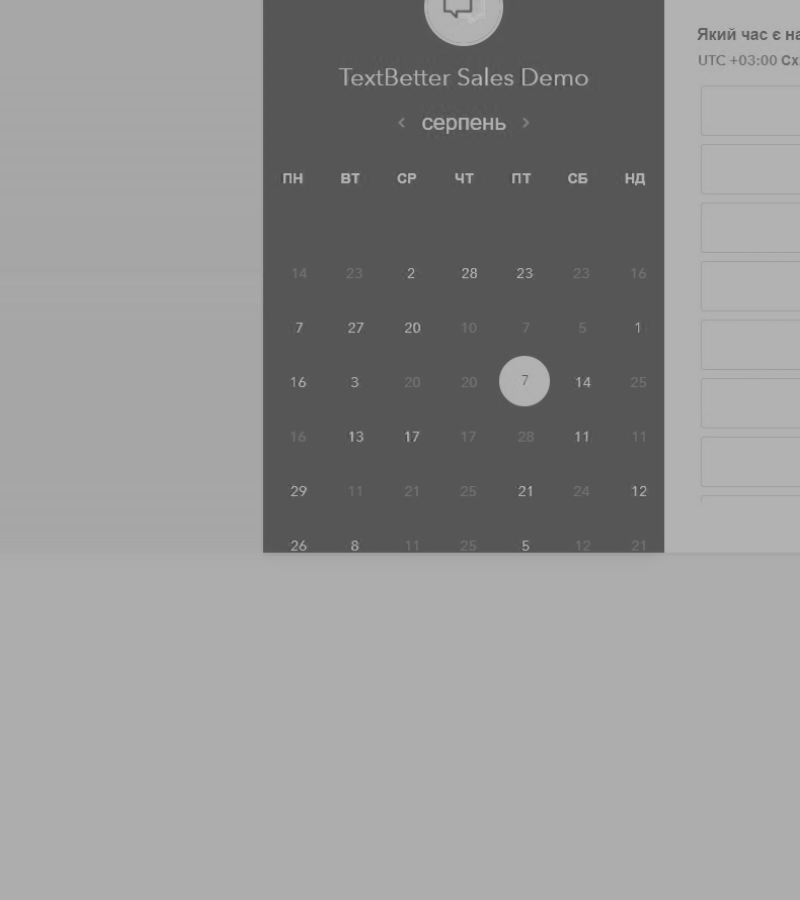 TextBetter Sales Demo
серпень
ПН ВТ СР ЧТ ПТ СБ НД
14 23 2 28 23 23 16
7 27 20 10 7 5 1
16 3 20 20 7 14 25
16 13 17 17 28 11 11
29 11 21 25 21 24 12
26 8 11 25 5 12 21
Який час є на
UTC +03:00 Сх